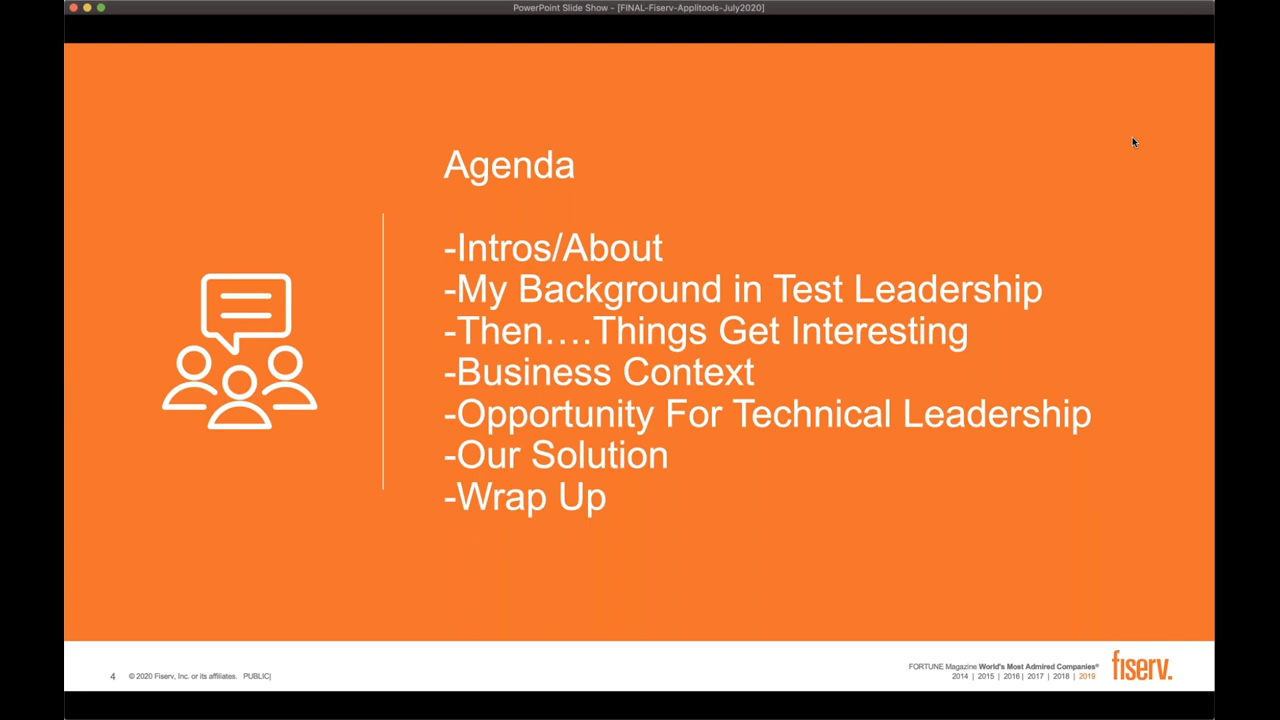 PowerPoint Slide Show - [FINAL-Fiserv-Applitools-July2020]
Agenda
-Intros/About
-My Background in Test Leadership
-Then....Things Get Interesting
-Business Context
-Opportunity For Technical Leadership
-Our Solution
-Wrap Up
4 © 2020 Fiserv, Inc. or its affiliates. PUBLIC|
FORTUNE Magazine World's Most Admired Companies®
2014 | 2015 | 2016 | 2017 | 2018 | 2019
fiserv.